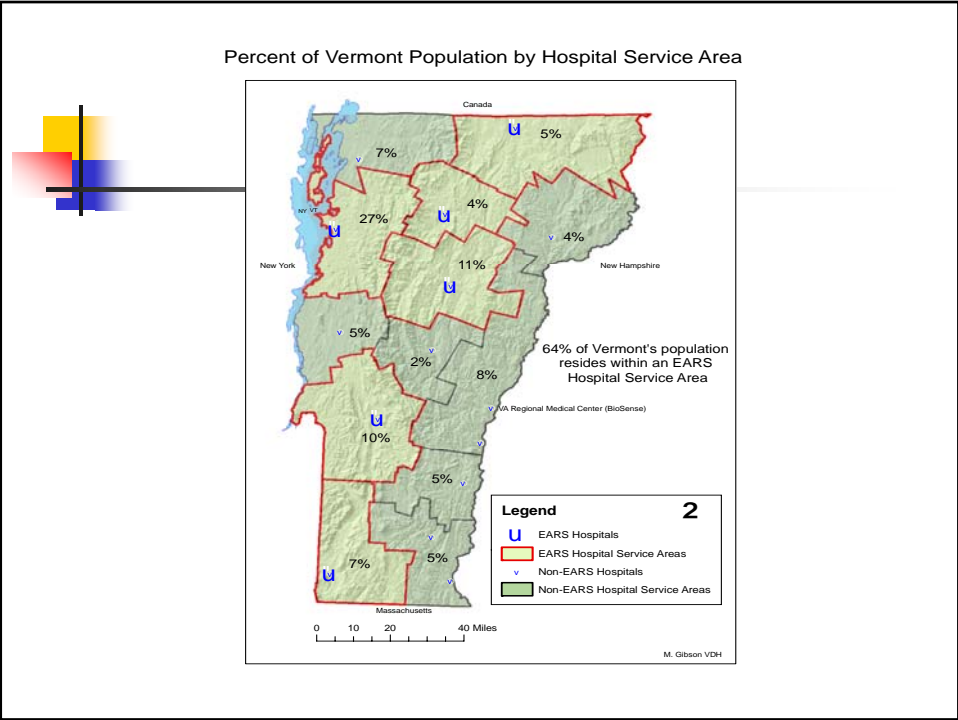 Percent of Vermont Population by Hospital Service Area
Canada
u
5%
v
7%
4%
u
27%
NY VT
u
v
4%
11%
New York
New Hampshire
u
v
5%
64% of Vermont's population
resides within an EARS
Hospital Service Area
v
2%
8%
v
VA Regional Medical Center (BioSense)
u
10%
v
5%
v
Legend
2
u
EARS Hospitals
EARS Hospital Service Areas
v
Non-EARS Hospitals
Non-EARS Hospital Service Areas
v
5%
7%
u
v
Massachusetts
0 10 20 40 Miles
M. Gibson VDH